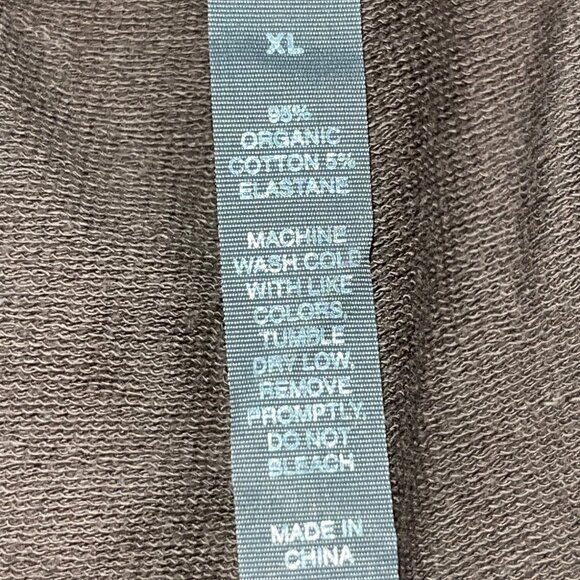 XL
95%
ORGANIC
COTTON 5%
ELASTANE
MACHINE
WASH COLD
WITH LIKE
COLORS,
TUMBLE
DRY LOW,
REMOVE
PROMPTLY,
DO NOT
BLEACH
MADE IN
CHINA